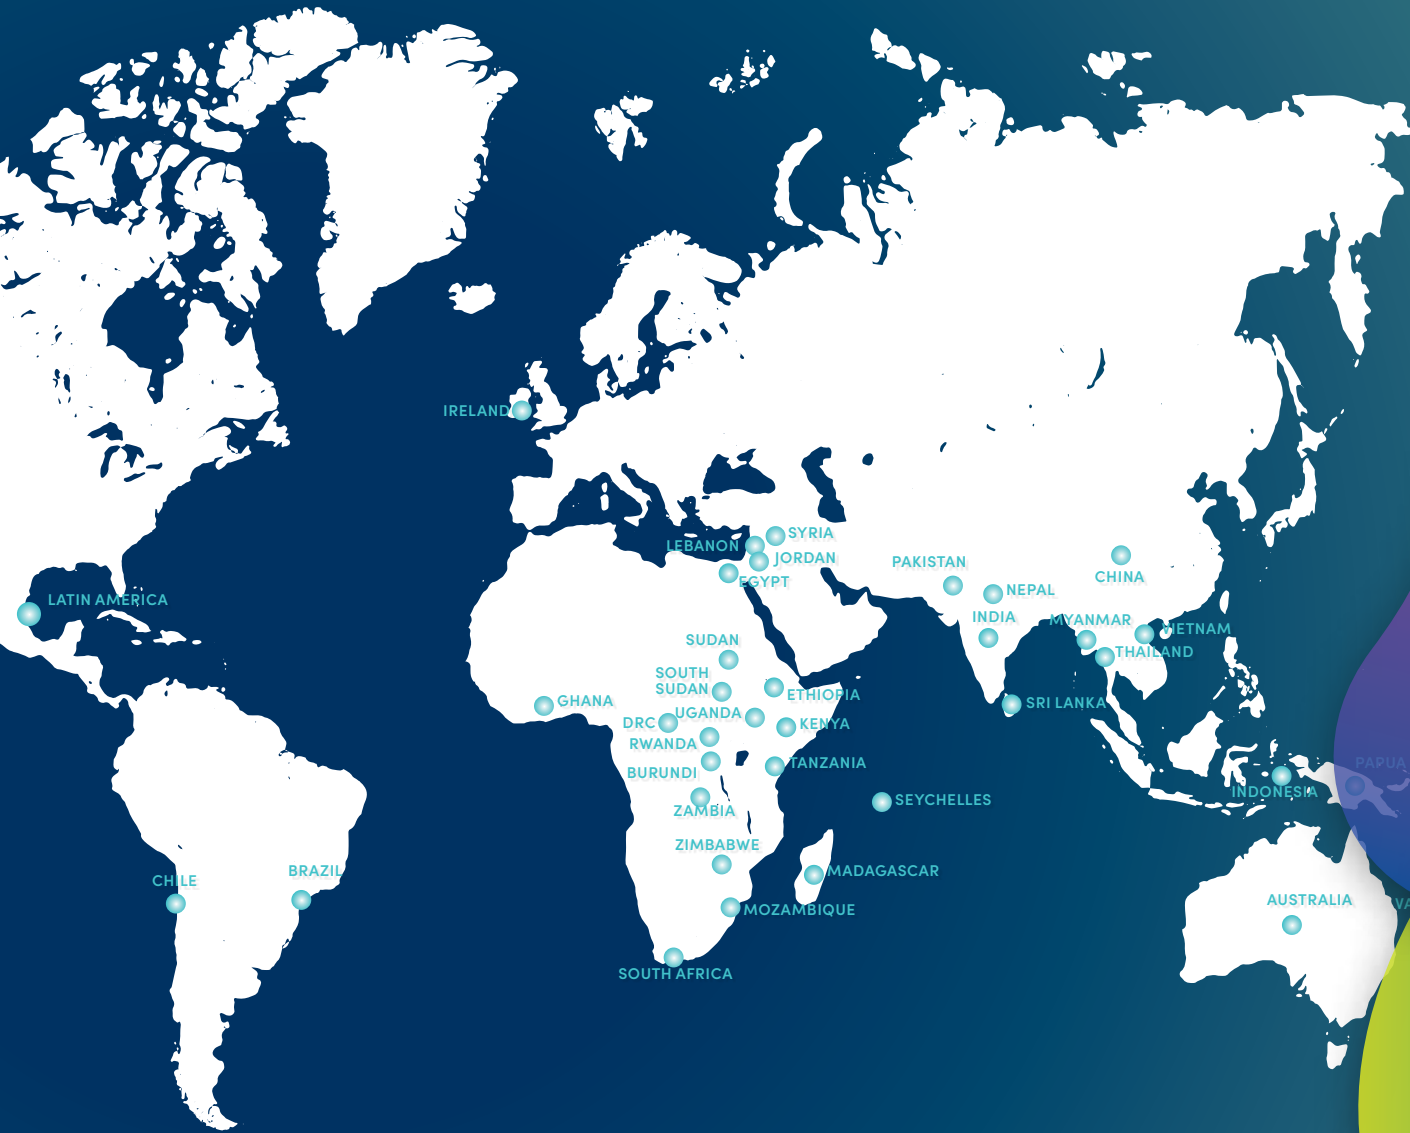 IRELAND
SYRIA
LEBANON
JORDAN
PAKISTAN
EGYPT
CHINA
NEPAL
LATIN AMERICA
INDIA
MYANMAR
VIETNAM
SUDAN
THAILAND
SOUTH
SUDAN
ETHIOPIA
GHANA
SRI LANKA
UGANDA
DRC
KENYA
RWANDA
TANZANIA
PAPUA
BURUNDI
INDONESIA
SEYCHELLES
ZAMBIA
ZIMBABWE
BRAZIL
MADAGASCAR
CHILE
AUSTRALIA
VA
MOZAMBIQUE
SOUTH AFRICA